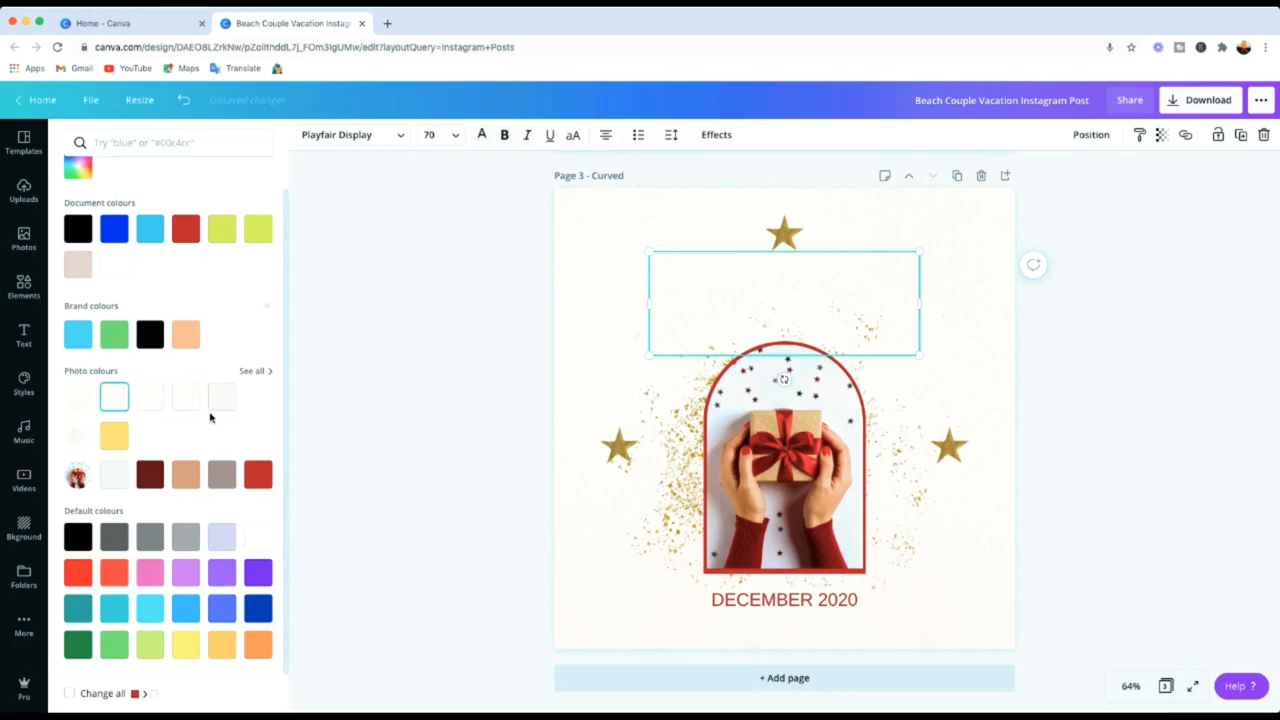 Home - Canva
Beach Couple Vacation Instag
canva.com/design/DAEO8LZrkNw/pZoiIthddL7j_FOm3IgUMw/edit?layoutQuery=Instagram+Posts
Apps Gmail YouTube Maps Translate
Home File Resize Unsaved changes Beach Couple Vacation Instagram Post Share Download
Templates
Uploads
Photos
Elements
Text
Styles
Music
Videos
Bkground
Folders
More
Pro
Try "blue" or "#00c4cc"
Document colours
Brand colours
Photo colours See all
Default colours
Change all
Playfair Display 70 A B I U aA Effects Position
Page 3 - Curved
DECEMBER 2020
+ Add page
64% 3 Help ?